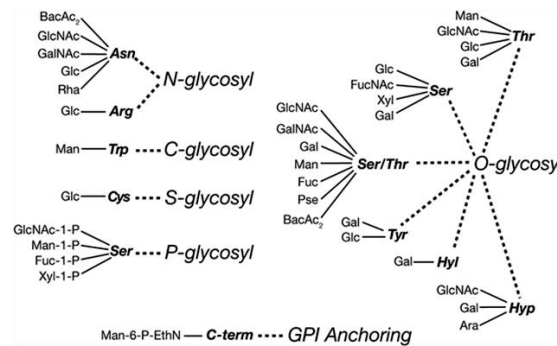 BacAc2
GlcNAc
GalNAc
Glc
Rha
Asn
N-glycosyl
Glc
Arg
Man
Trp
C-glycosyl
Glc
Cys
S-glycosyl
GlcNAc-1-P
Man-1-P
Fuc-1-P
Xyl-1-P
Ser
P-glycosyl
Man
GlcNAc
Glc
Gal
Thr
Glc
FucNAc
Xyl
Gal
Ser
GlcNAc
GalNAc
Gal
Man
Fuc
Pse
BacAc2
Ser/Thr
O-glycosy
Gal
Glc
Tyr
Gal
Hyl
GlcNAc
Gal
Ara
Hyp
Man-6-P-EthN
C-term
GPI Anchoring